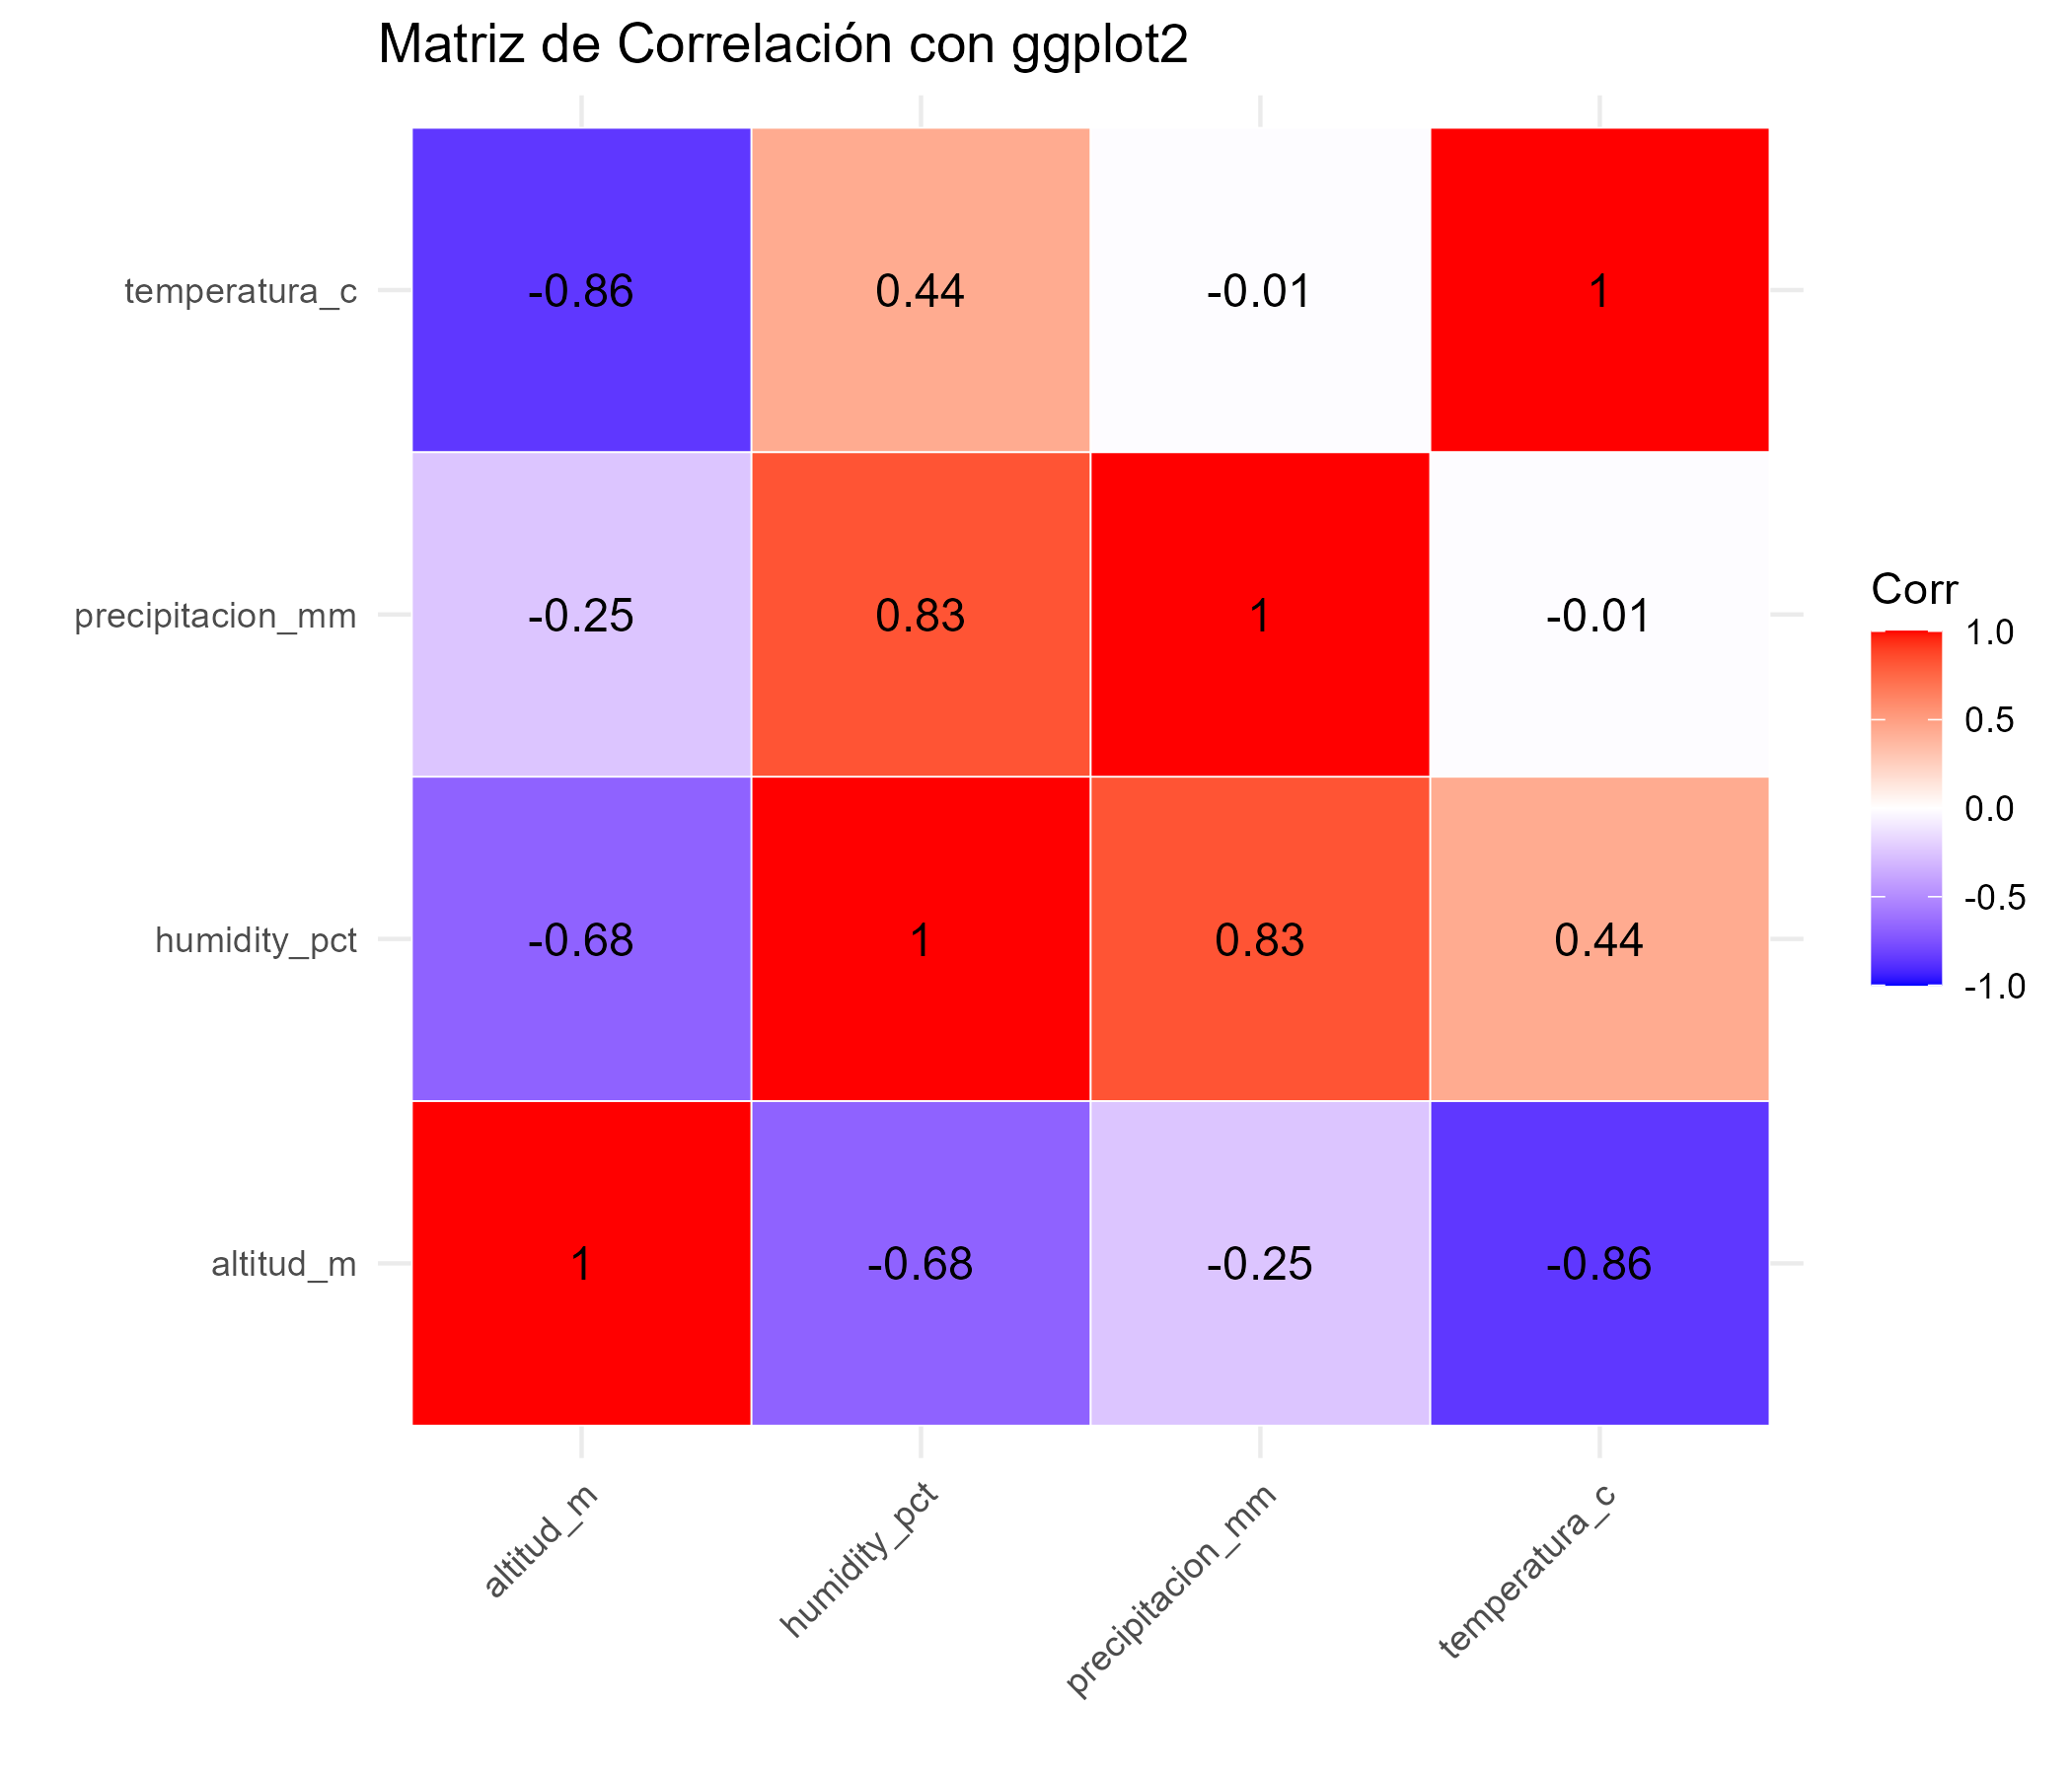 Matriz de Correlación con ggplot2
temperatura_c
-0.86 0.44 -0.01 1
precipitacion_mm
-0.25 0.83 1 -0.01
humidity_pct
-0.68 1 0.83 0.44
altitud_m
1 -0.68 -0.25 -0.86
altitud_m
humidity_pct
precipitacion_mm
temperatura_c
Corr
1.0
0.5
0.0
-0.5
-1.0